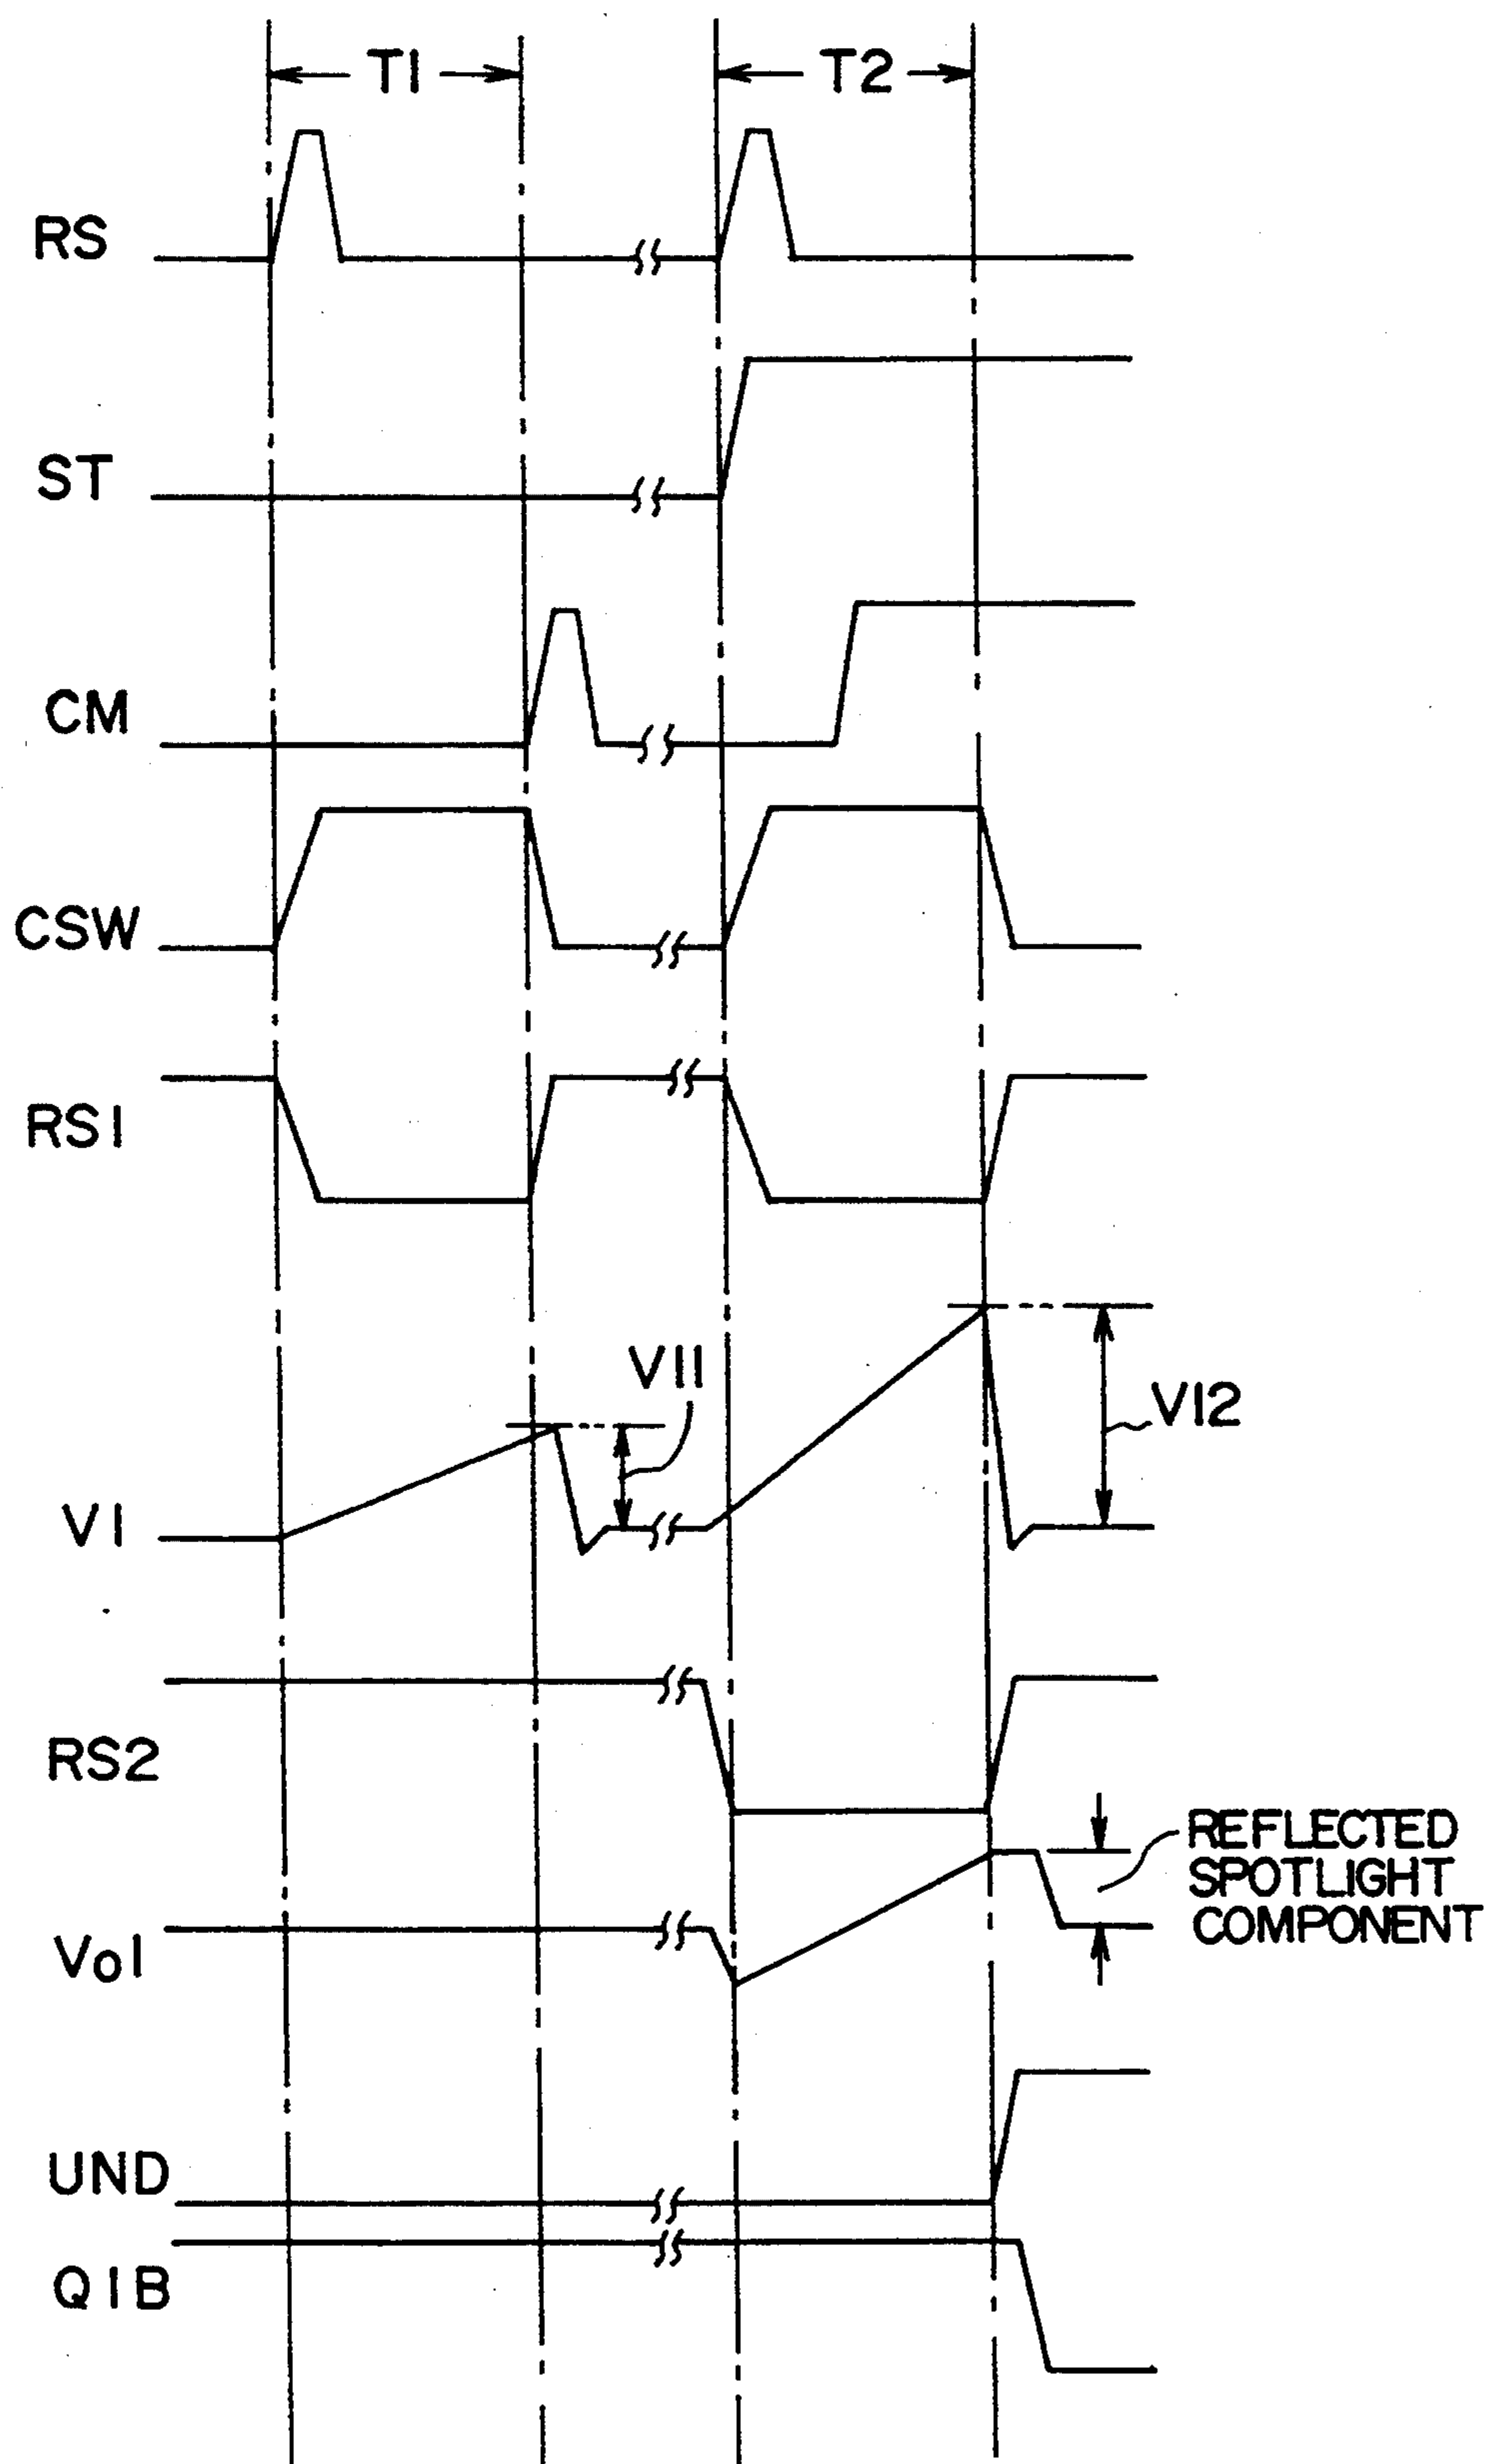 T1 T2
RS
ST
CM
CSW
RS1
V11
V12
V1
RS2
REFLECTED
SPOTLIGHT
COMPONENT
Vo1
UND
Q1B